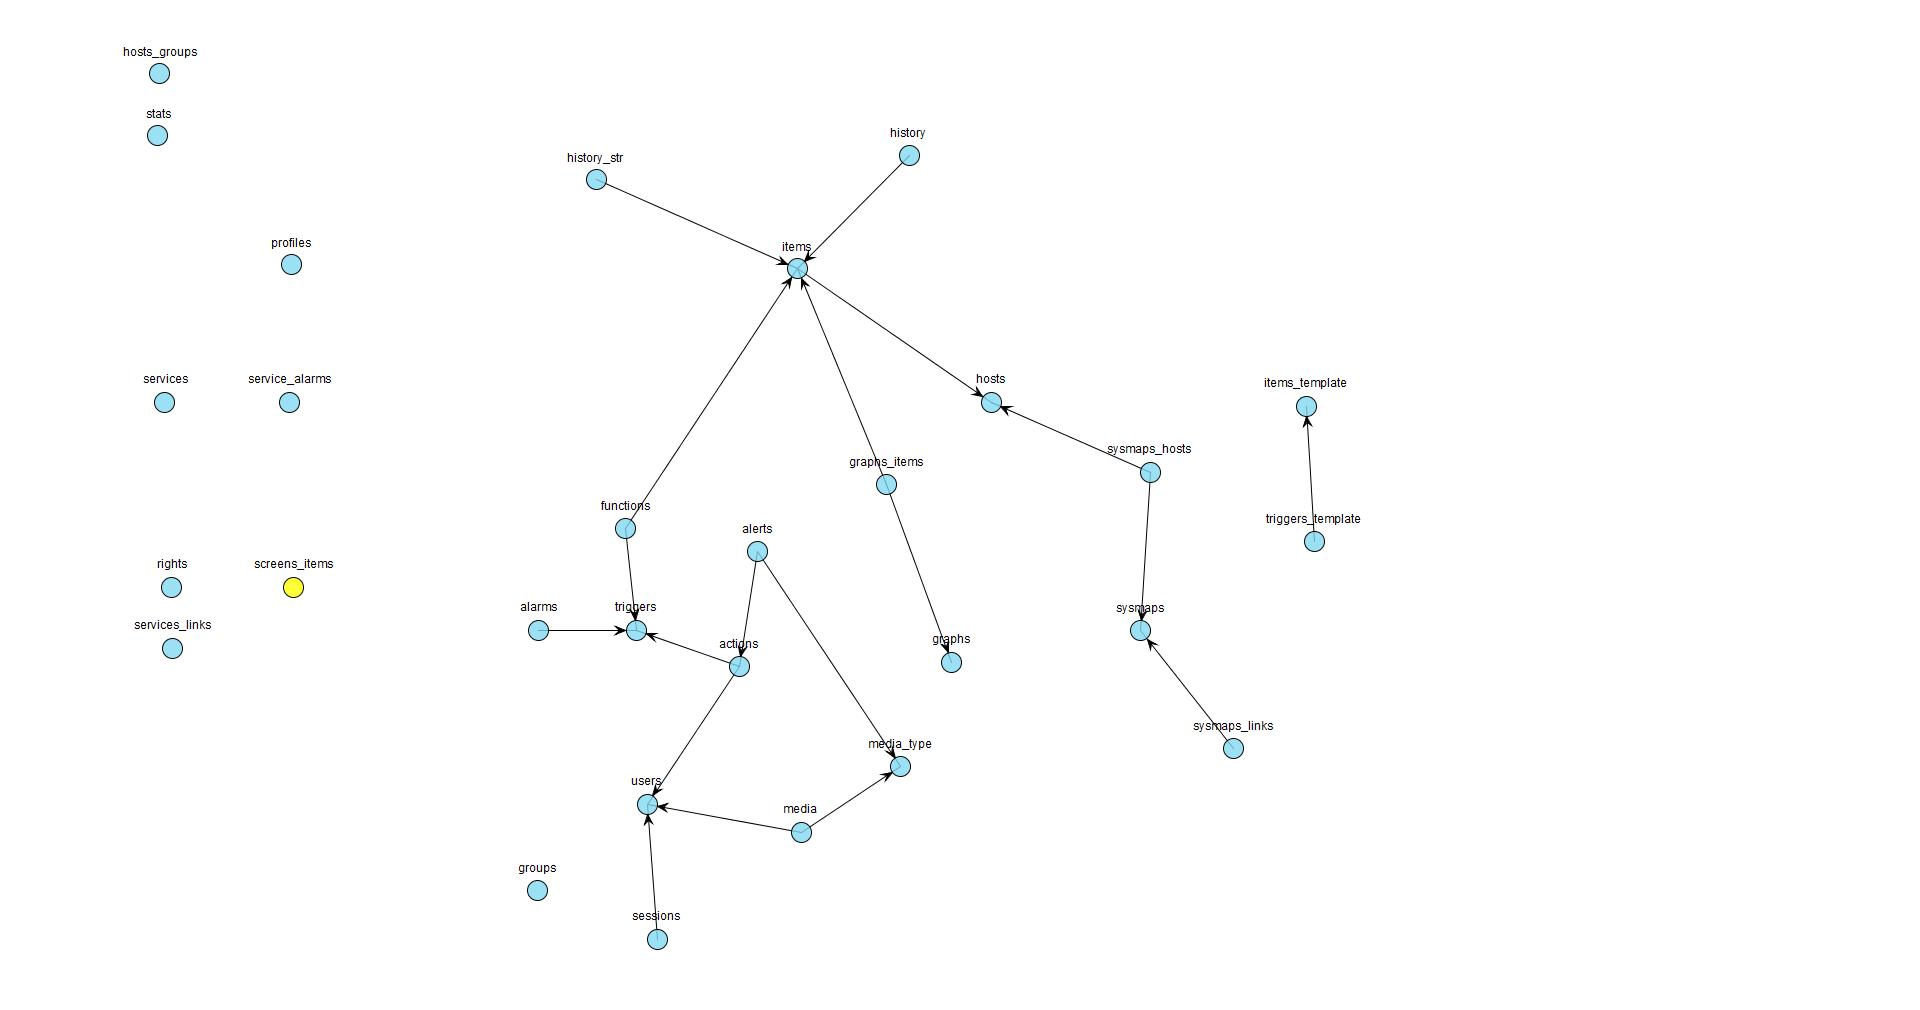 hosts_groups
stats
history
history_str
profiles
items
services
service_alarms
hosts
items_template
sysmaps_hosts
graphs_items
functions
triggers_template
alerts
rights
screens_items
alarms
triggers
sysmaps
services_links
graphs
actions
sysmaps_links
media_type
users
media
groups
sessions